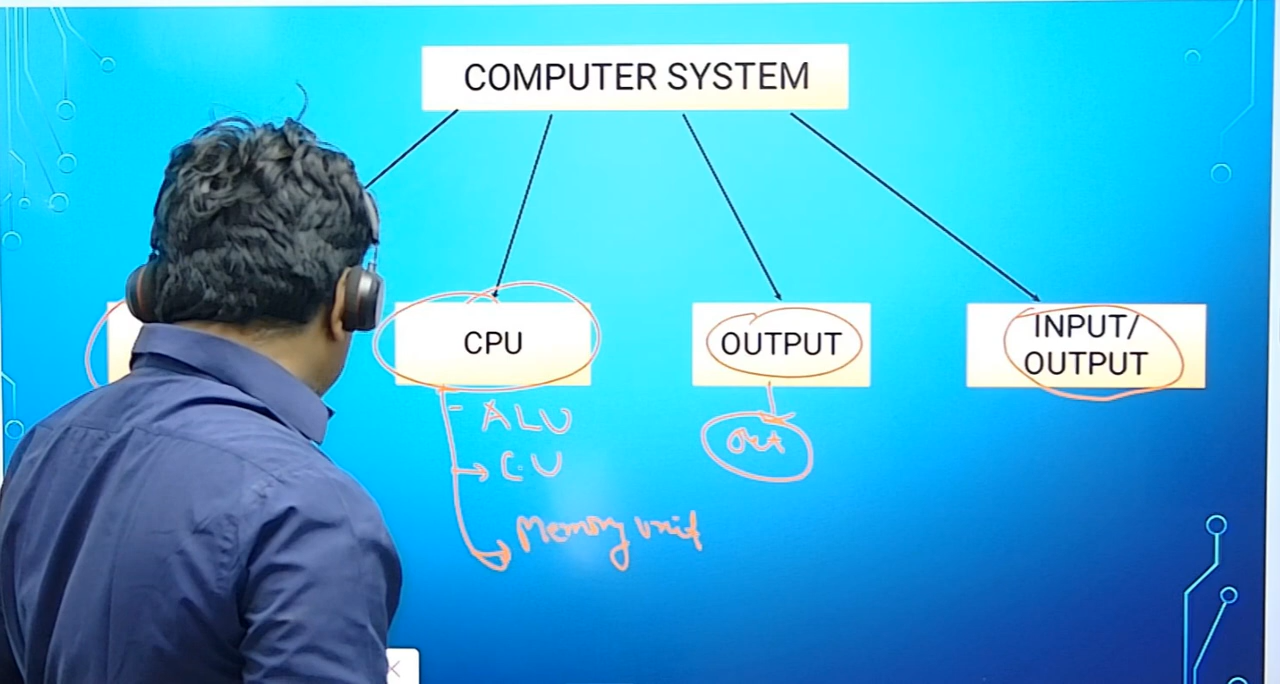 COMPUTER SYSTEM
CPU
OUTPUT
INPUT/
OUTPUT
- ALU
C.U
Memory unit
out